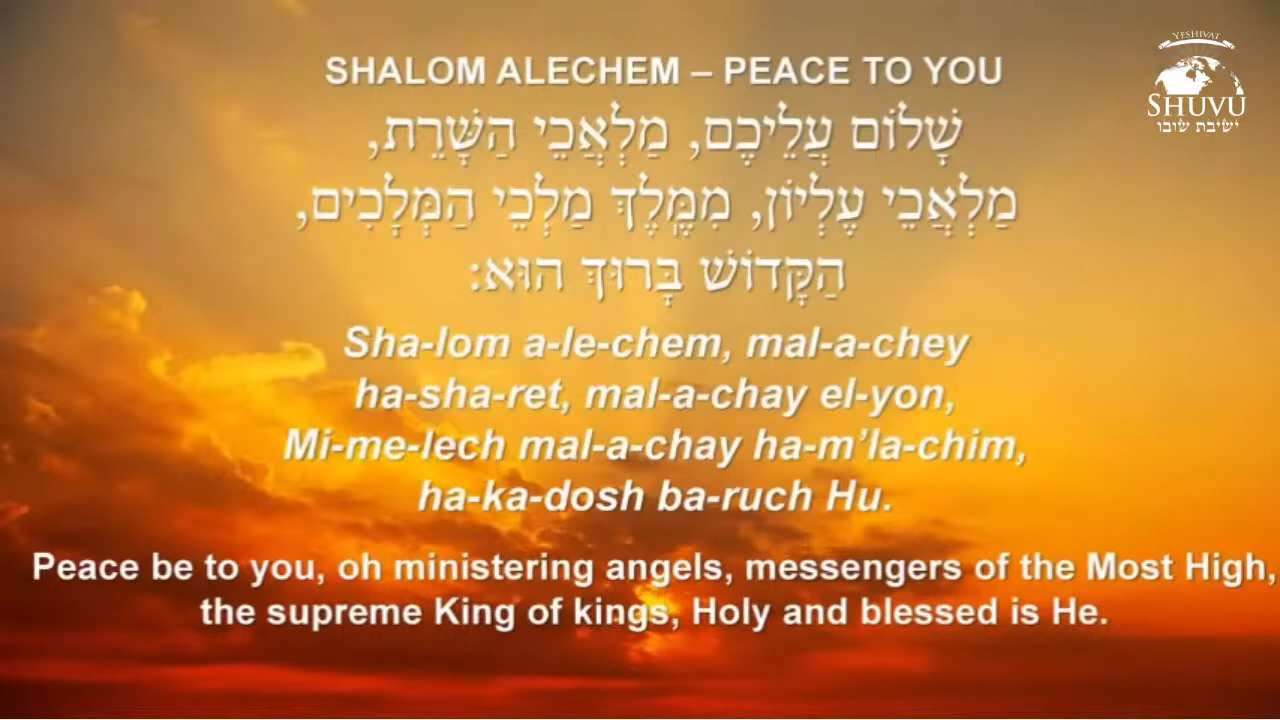 YESHIVAT
SHUVU
ישיבת שובו
SHALOM ALECHEM – PEACE TO YOU
שָׁלוֹם עֲלֵיכֶם, מַלְאֲכֵי הַשָּׁרֵת,
מַלְאֲכֵי עֶלְיוֹן, מִמֶּֽלֶךְ מַלְכֵי הַמְּלָכִים,
הַקָּדוֹשׁ בָּרוּךְ הוּא:
Sha-lom a-le-chem, mal-a-chey
ha-sha-ret, mal-a-chay el-yon,
Mi-me-lech mal-a-chay ha-m’la-chim,
ha-ka-dosh ba-ruch Hu.
Peace be to you, oh ministering angels, messengers of the Most High,
the supreme King of kings, Holy and blessed is He.